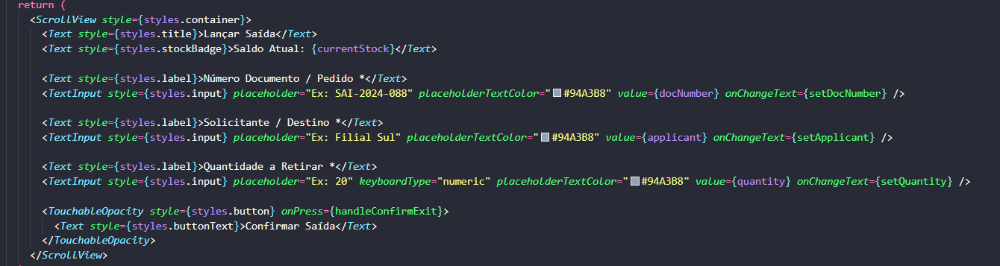 return (
<ScrollView style={styles.container}>
<Text style={styles.title}>Lançar Saída</Text>
<Text style={styles.stockBadge}>Saldo Atual: {currentStock}</Text>
<Text style={styles.label}>Número Documento / Pedido *</Text>
<TextInput style={styles.input} placeholder="Ex: SAI-2024-088" placeholderTextColor="#94A3B8" value={docNumber} onChangeText={setDocNumber} />
<Text style={styles.label}>Solicitante / Destino *</Text>
<TextInput style={styles.input} placeholder="Ex: Filial Sul" placeholderTextColor="#94A3B8" value={applicant} onChangeText={setApplicant} />
<Text style={styles.label}>Quantidade a Retirar *</Text>
<TextInput style={styles.input} placeholder="Ex: 20" keyboardType="numeric" placeholderTextColor="#94A3B8" value={quantity} onChangeText={setQuantity} />
<TouchableOpacity style={styles.button} onPress={handleConfirmExit}>
<Text style={styles.buttonText}>Confirmar Saída</Text>
</TouchableOpacity>
</ScrollView>